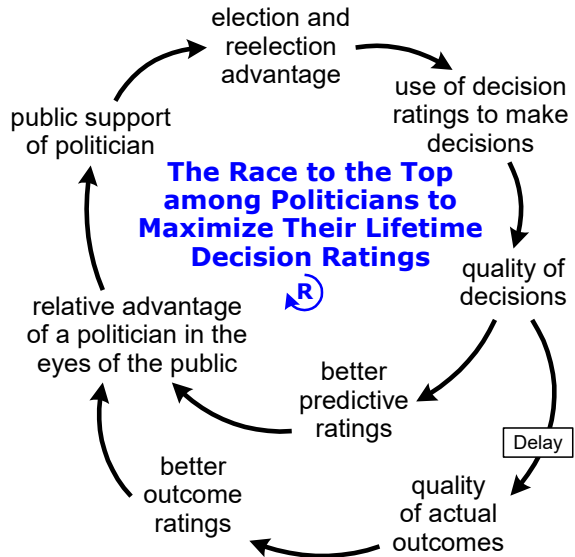 election and
reelection
advantage
use of decision
ratings to make
decisions
public support
of politician
The Race to the Top
among Politicians to
Maximize Their Lifetime
Decision Ratings
R
quality of
decisions
relative advantage
of a politician in the
eyes of the public
better
predictive
ratings
Delay
better
outcome
ratings
quality
of actual
outcomes